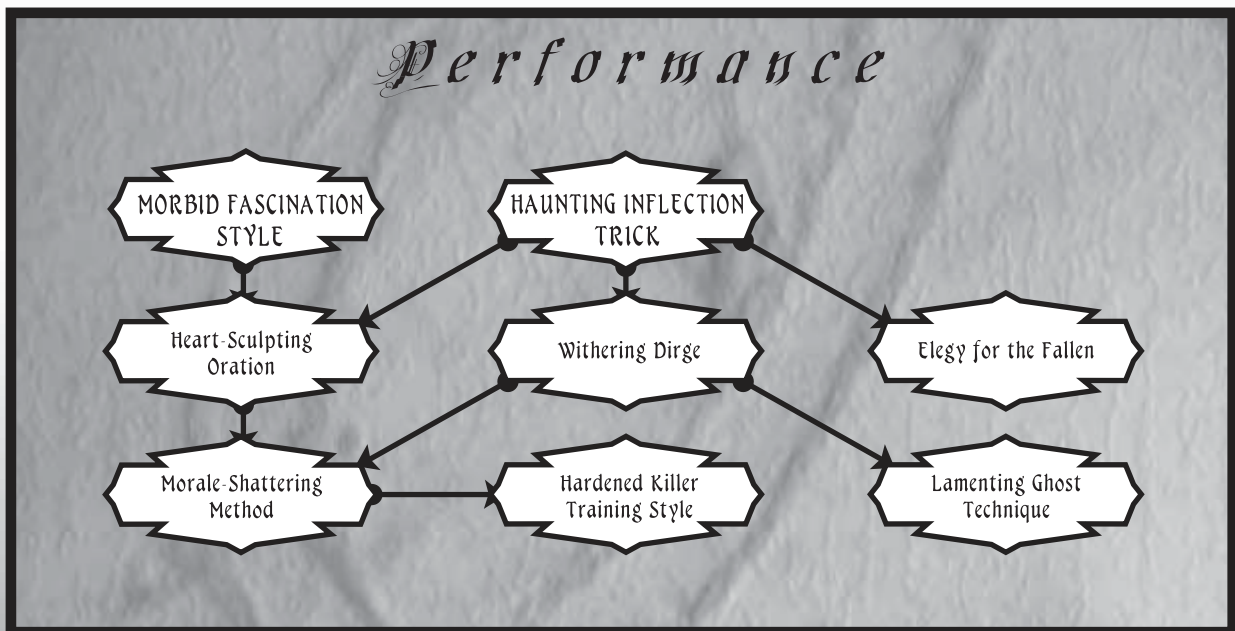 Performance
MORBID FASCINATION
STYLE
HAUNTING INFLECTION
TRICK
Heart-Sculpting
Oration
Withering Dirge
Elegy for the Fallen
Morale-Shattering
Method
Hardened Killer
Training Style
Lamenting Ghost
Technique